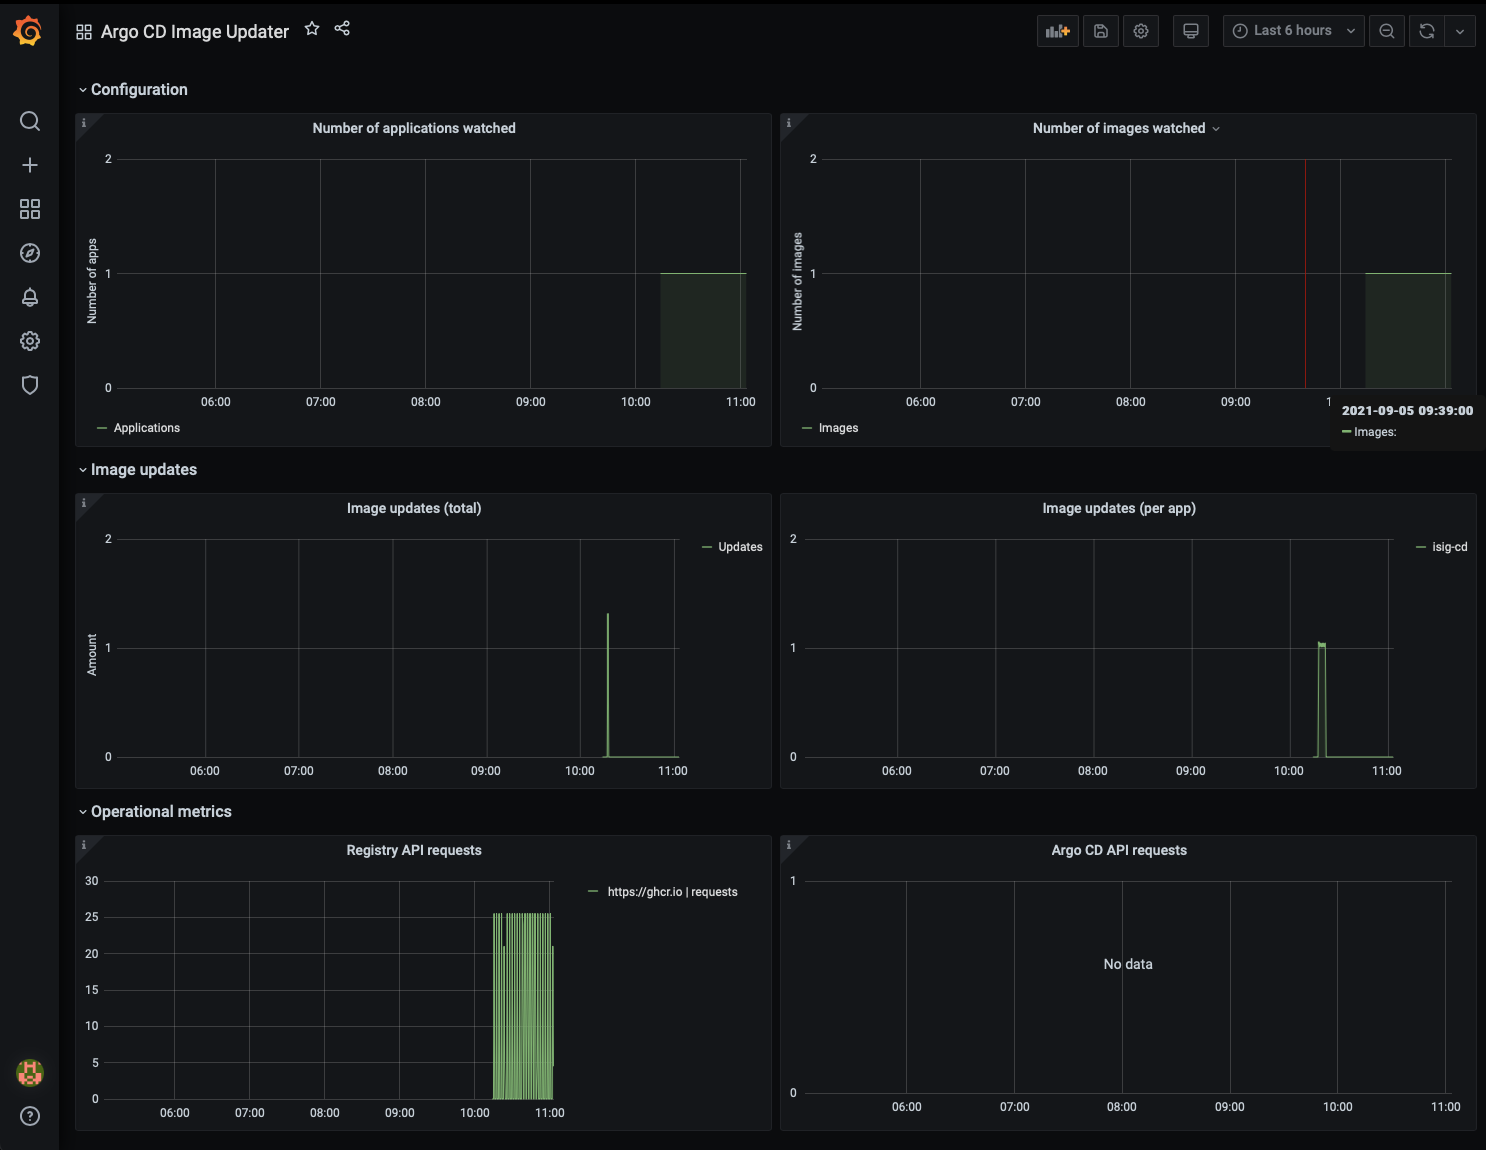 Argo CD Image Updater
Last 6 hours
Configuration
Number of applications watched
2
1
0
Number of apps
06:00 07:00 08:00 09:00 10:00 11:00
Applications
Number of images watched
2
1
0
Number of images
06:00 07:00 08:00 09:00 1
2021-09-05 09:39:00
Images:
Images
Image updates
Image updates (total)
2
1
0
Amount
06:00 07:00 08:00 09:00 10:00 11:00
Updates
Image updates (per app)
2
1
0
06:00 07:00 08:00 09:00 10:00 11:00
isig-cd
Operational metrics
Registry API requests
30
25
20
15
10
5
0
06:00 07:00 08:00 09:00 10:00 11:00
https://ghcr.io | requests
Argo CD API requests
1
No data
0
06:00 07:00 08:00 09:00 10:00 11:00